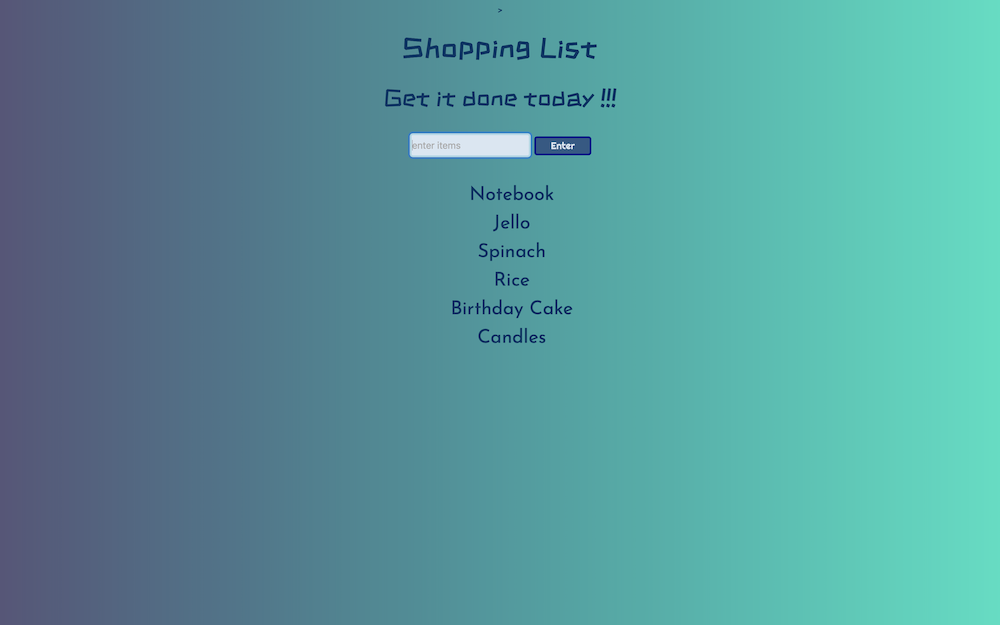 >
Shopping List
Get it done today !!!
enter items
Enter
Notebook
Jello
Spinach
Rice
Birthday Cake
Candles